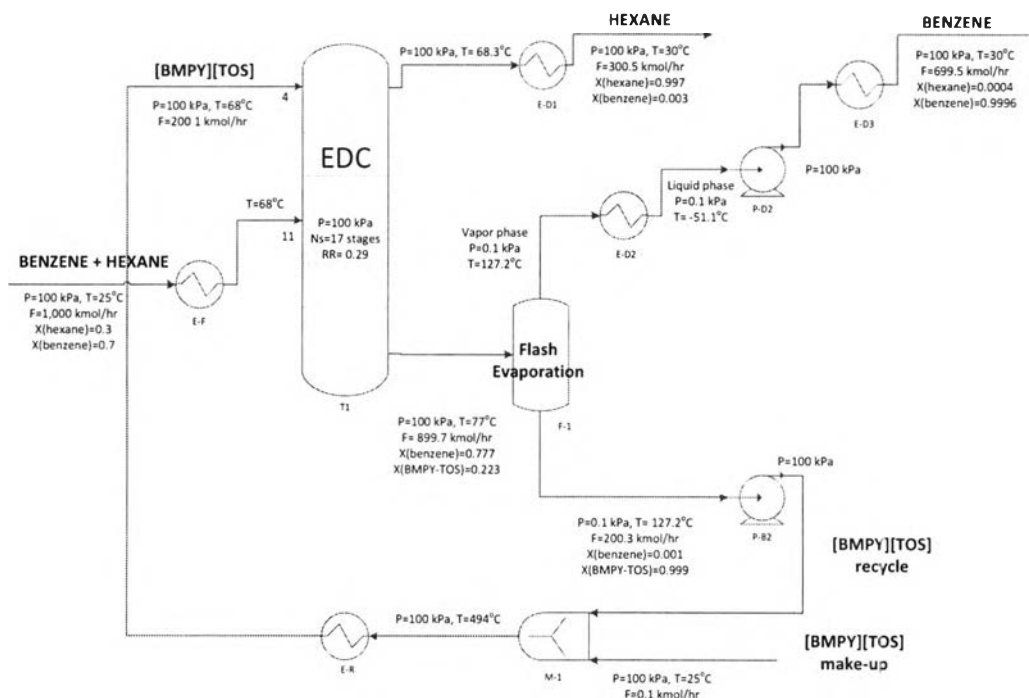 HEXANE
P=100 kPa, T=30°C
F=300.5 kmol/hr
X(hexane)=0.997
X(benzene)=0.003
BENZENE
P=100 kPa, T=30°C
F=699.5 kmol/hr
X(hexane)=0.0004
X(benzene)=0.9996
P=100 kPa, T= 68.3°C
E-D1
E-D3
[BMPY][TOS]
P=100 kPa, T=68°C
F=200 1 kmol/hr
4
EDC
P=100 kPa
Ns=17 stages
RR= 0.29
T1
P=100 kPa
P-D2
Liquid phase
P=0.1 kPa
T= -51.1°C
E-D2
Vapor phase
P=0.1 kPa
T=127.2°C
T=68°C
11
BENZENE + HEXANE
P=100 kPa, T=25°C
F=1,000 kmol/hr
X(hexane)=0.3
X(benzene)=0.7
E-F
Flash
Evaporation
F-1
P=100 kPa, T=77°C
F= 899.7 kmol/hr
X(benzene)=0.777
X(BMPY-TOS)=0.223
P=100 kPa
P-B2
P=0.1 kPa, T= 127.2°C
F=200.3 kmol/hr
X(benzene)=0.001
X(BMPY-TOS)=0.999
[BMPY][TOS]
recycle
P=100 kPa, T=494°C
E-R
M-1
[BMPY][TOS]
make-up
P=100 kPa, T=25°C
F=0.1 kmol/hr